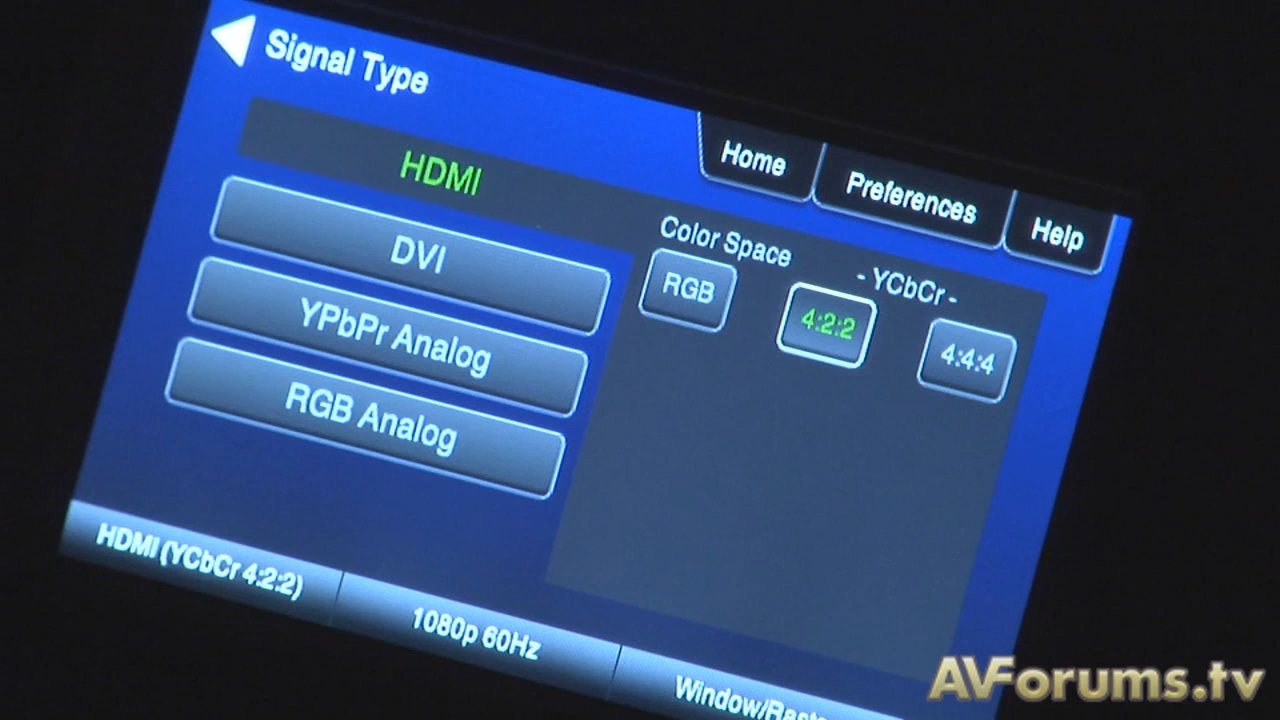 Signal Type
Home
Preferences
Help
HDMI
DVI
YPbPr Analog
RGB Analog
Color Space
- YCbCr -
RGB
4:2:2
4:4:4
HDMI (YCbCr 4:2:2)
1080p 60Hz
AVForums.tv